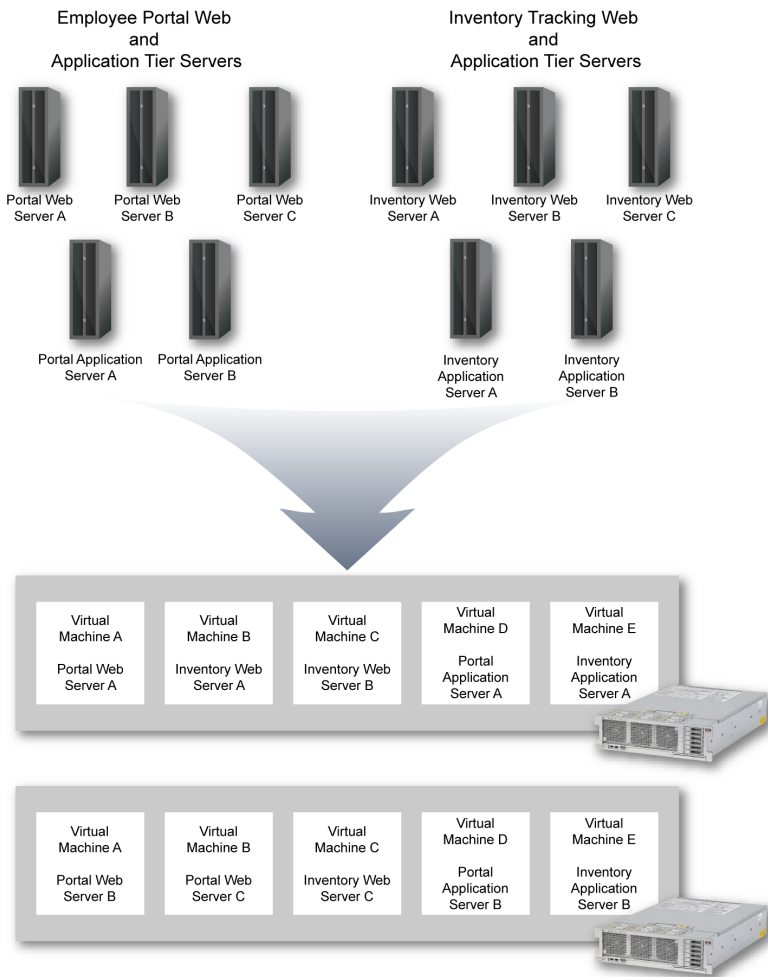 Employee Portal Web
and
Application Tier Servers
Inventory Tracking Web
and
Application Tier Servers
Portal Web
Server A
Portal Web
Server B
Portal Web
Server C
Inventory Web
Server A
Inventory Web
Server B
Inventory Web
Server C
Portal Application
Server A
Portal Application
Server B
Inventory
Application
Server A
Inventory
Application
Server B
Virtual
Machine A
Portal Web
Server A
Virtual
Machine B
Inventory Web
Server A
Virtual
Machine C
Inventory Web
Server B
Virtual
Machine D
Portal
Application
Server A
Virtual
Machine E
Inventory
Application
Server A
Virtual
Machine A
Portal Web
Server B
Virtual
Machine B
Portal Web
Server C
Virtual
Machine C
Inventory Web
Server C
Virtual
Machine D
Portal
Application
Server B
Virtual
Machine E
Inventory
Application
Server B